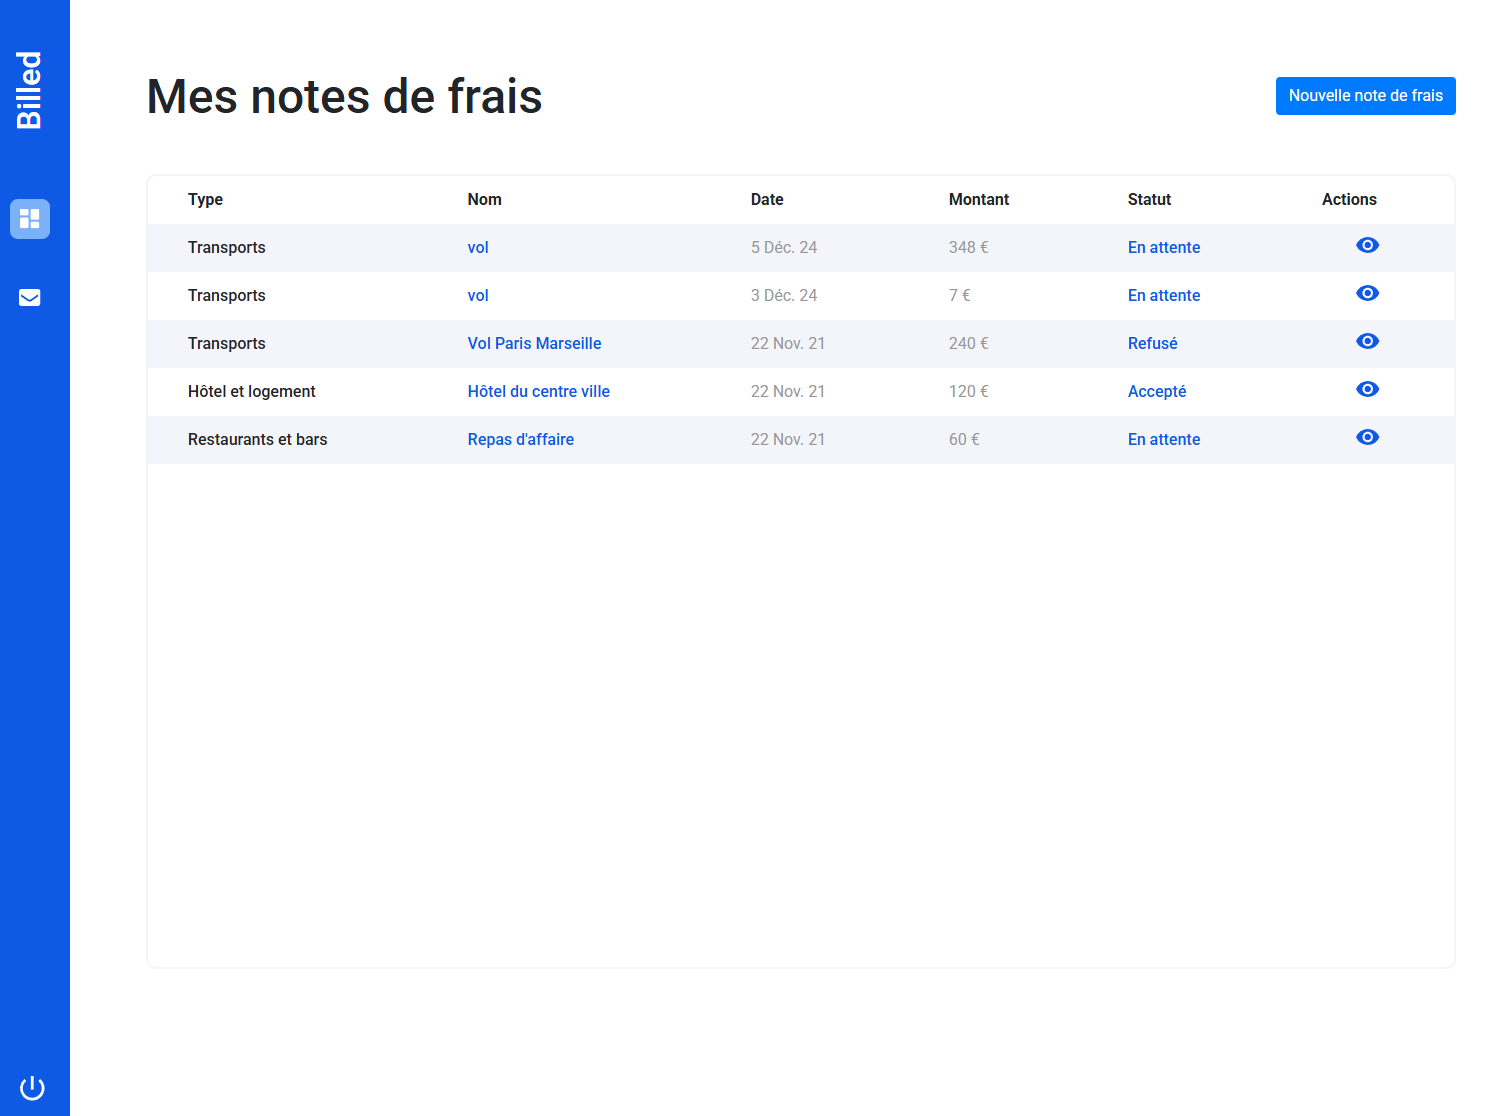 Billed
Mes notes de frais
Nouvelle note de frais
Type Nom Date Montant Statut Actions
Transports vol 5 Déc. 24 348 € En attente
Transports vol 3 Déc. 24 7 € En attente
Transports Vol Paris Marseille 22 Nov. 21 240 € Refusé
Hôtel et logement Hôtel du centre ville 22 Nov. 21 120 € Accepté
Restaurants et bars Repas d'affaire 22 Nov. 21 60 € En attente